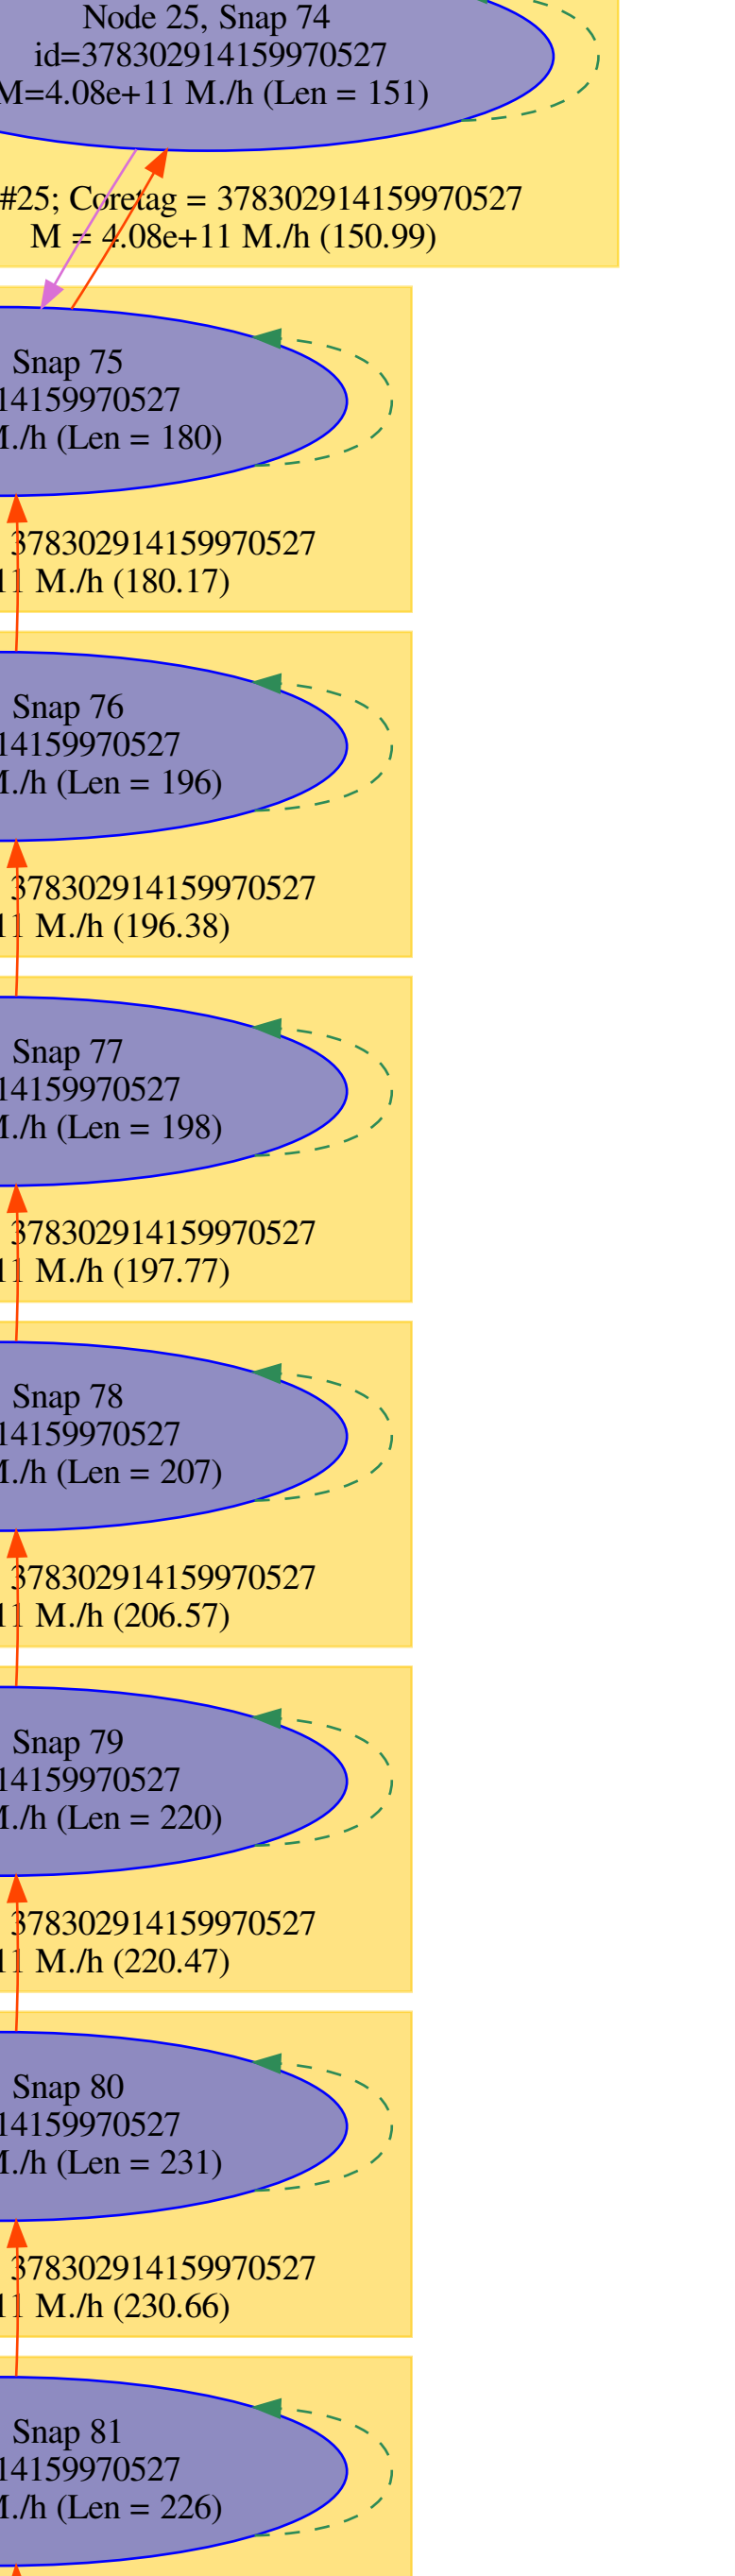 Node 25, Snap 74
id=378302914159970527
M=4.08e+11 M./h (Len = 151)
#25; Coretag = 378302914159970527
M = 4.08e+11 M./h (150.99)
Snap 75
14159970527
M./h (Len = 180)
378302914159970527
11 M./h (180.17)
Snap 76
14159970527
M./h (Len = 196)
378302914159970527
11 M./h (196.38)
Snap 77
14159970527
M./h (Len = 198)
378302914159970527
11 M./h (197.77)
Snap 78
14159970527
M./h (Len = 207)
378302914159970527
11 M./h (206.57)
Snap 79
14159970527
M./h (Len = 220)
378302914159970527
11 M./h (220.47)
Snap 80
14159970527
M./h (Len = 231)
378302914159970527
11 M./h (230.66)
Snap 81
14159970527
M./h (Len = 226)